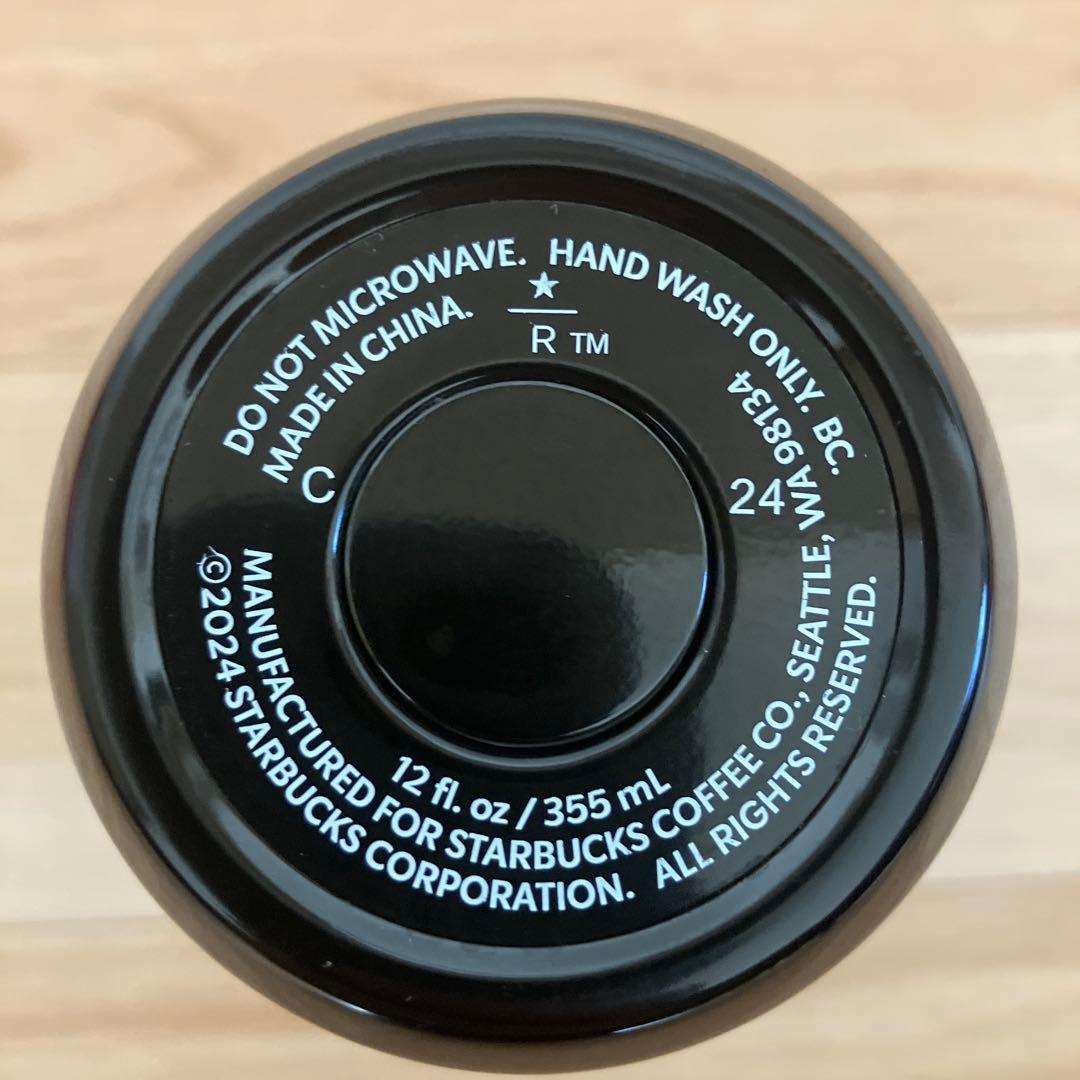 DO NOT MICROWAVE. HAND WASH ONLY. BC.
MADE IN CHINA.
★
R TM
C
24
12 fl. oz / 355 mL
MANUFACTURED FOR STARBUCKS COFFEE CO., SEATTLE, WA 98134
©2024 STARBUCKS CORPORATION. ALL RIGHTS RESERVED.